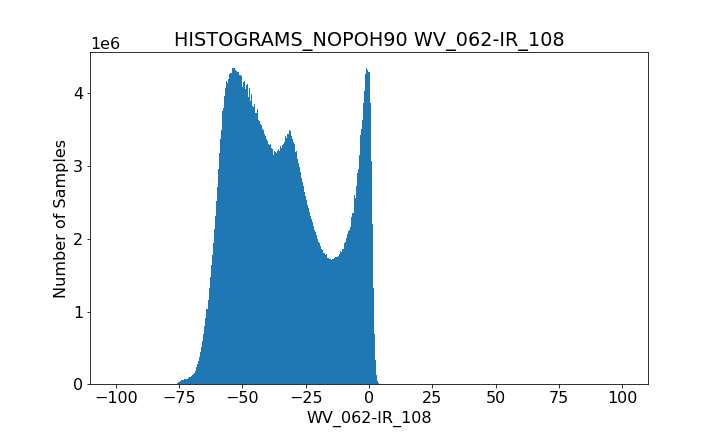 HISTOGRAMS_NOPOH90 WV_062-IR_108
1e6
4
3
2
1
0
Number of Samples
−100 −75 −50 −25 0 25 50 75 100
WV_062-IR_108